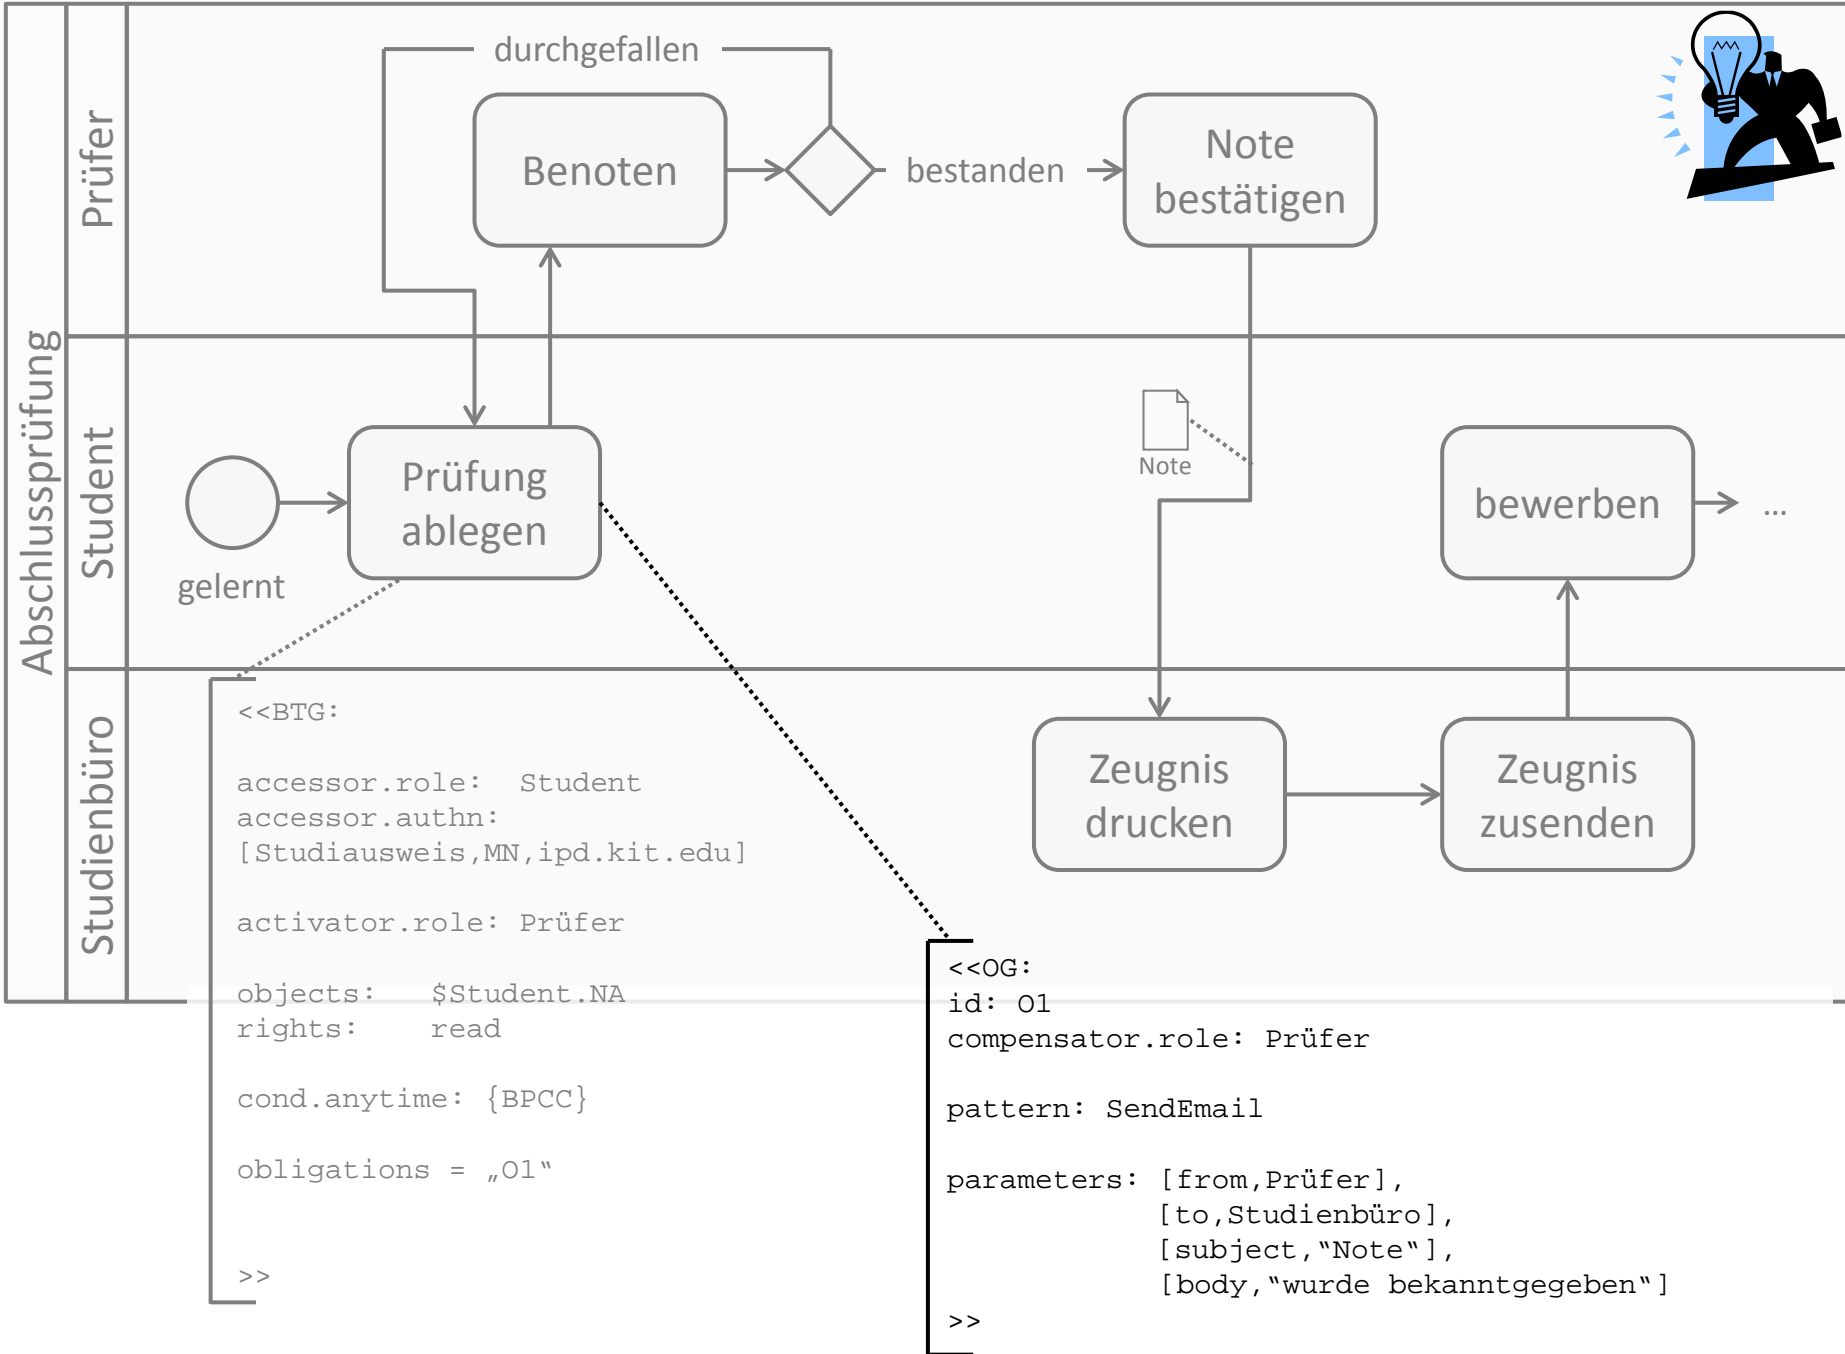 Abschlussprüfung
Prüfer
durchgefallen
Benoten
bestanden
Note
bestätigen
Student
gelernt
Prüfung
ablegen
Note
bewerben
...
Studienbüro
Zeugnis
drucken
Zeugnis
zusenden
<<BTG:
accessor.role:  Student
accessor.authn:
[Studiausweis,MN,ipd.kit.edu]
activator.role: Prüfer
objects:   $Student.NA
rights:    read
cond.anytime: {BPCC}
obligations = „O1“
>>
<<OG:
id: O1
compensator.role: Prüfer
pattern: SendEmail
parameters: [from,Prüfer],
[to,Studienbüro],
[subject,“Note“],
[body,“wurde bekanntgegeben“]
>>